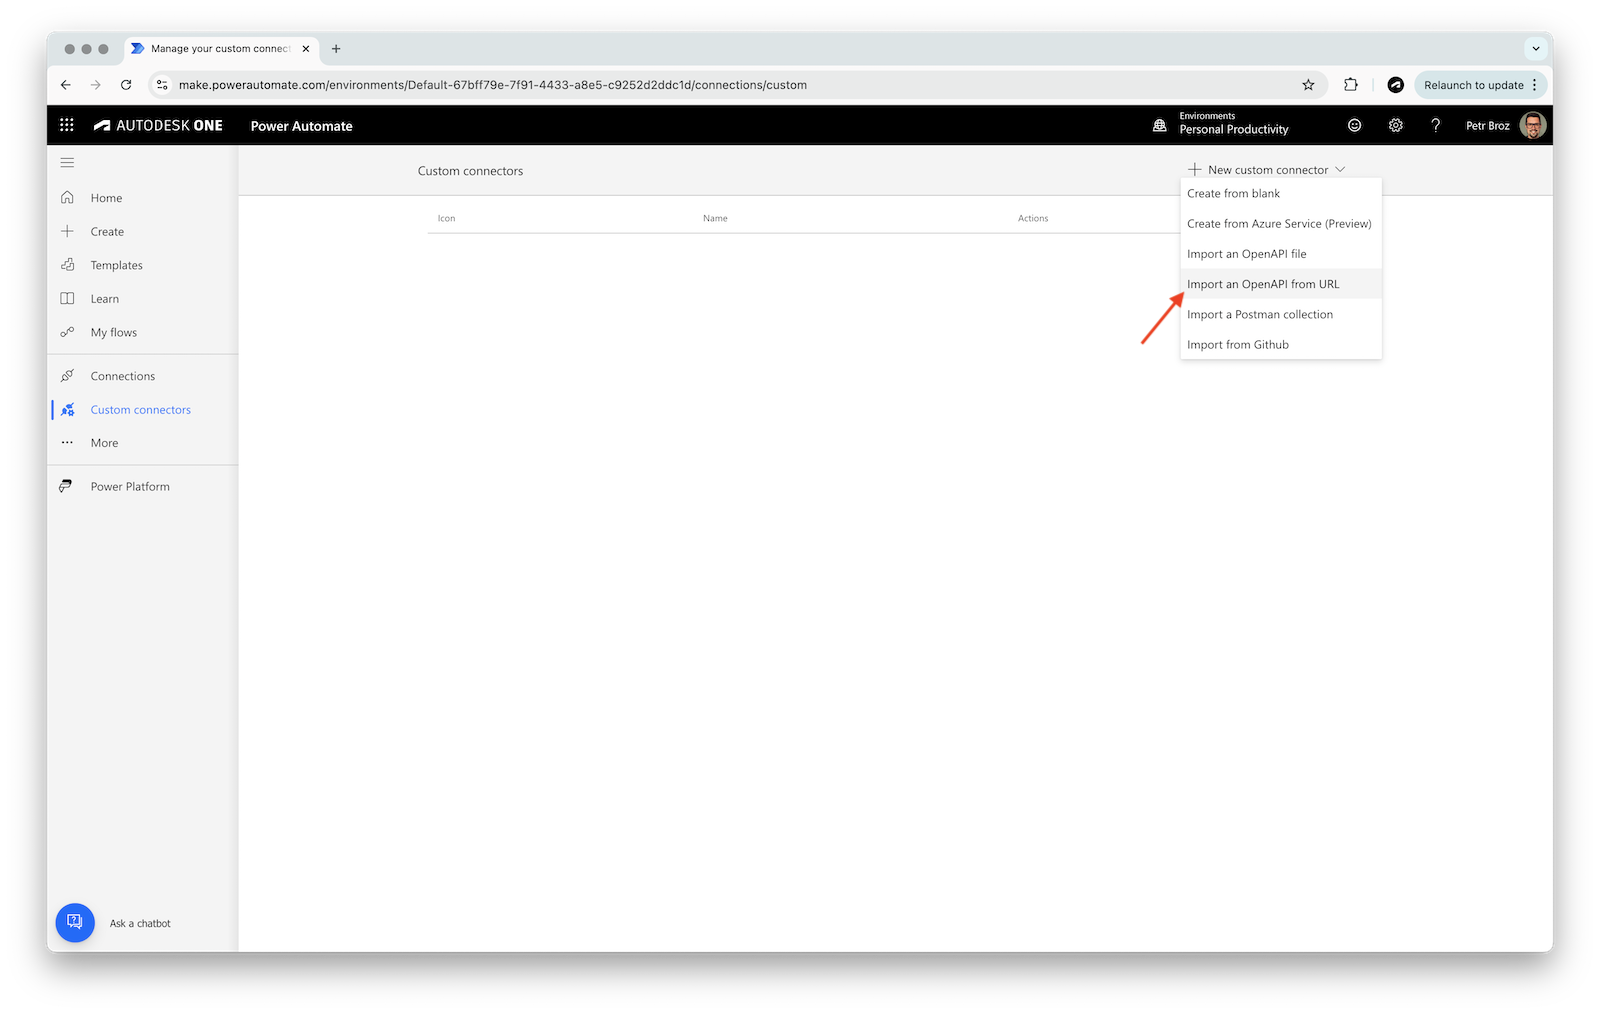 Manage your custom connect
make.powerautomate.com/environments/Default-67bff79e-7f91-4433-a8e5-c9252d2ddc1d/connections/custom
Relaunch to update
AUTODESK ONE
Power Automate
Environments
Personal Productivity
Petr Broz
Home
Create
Templates
Learn
My flows
Connections
Custom connectors
More
Power Platform
Ask a chatbot
Custom connectors
New custom connector
Icon
Name
Actions
Create from blank
Create from Azure Service (Preview)
Import an OpenAPI file
Import an OpenAPI from URL
Import a Postman collection
Import from Github